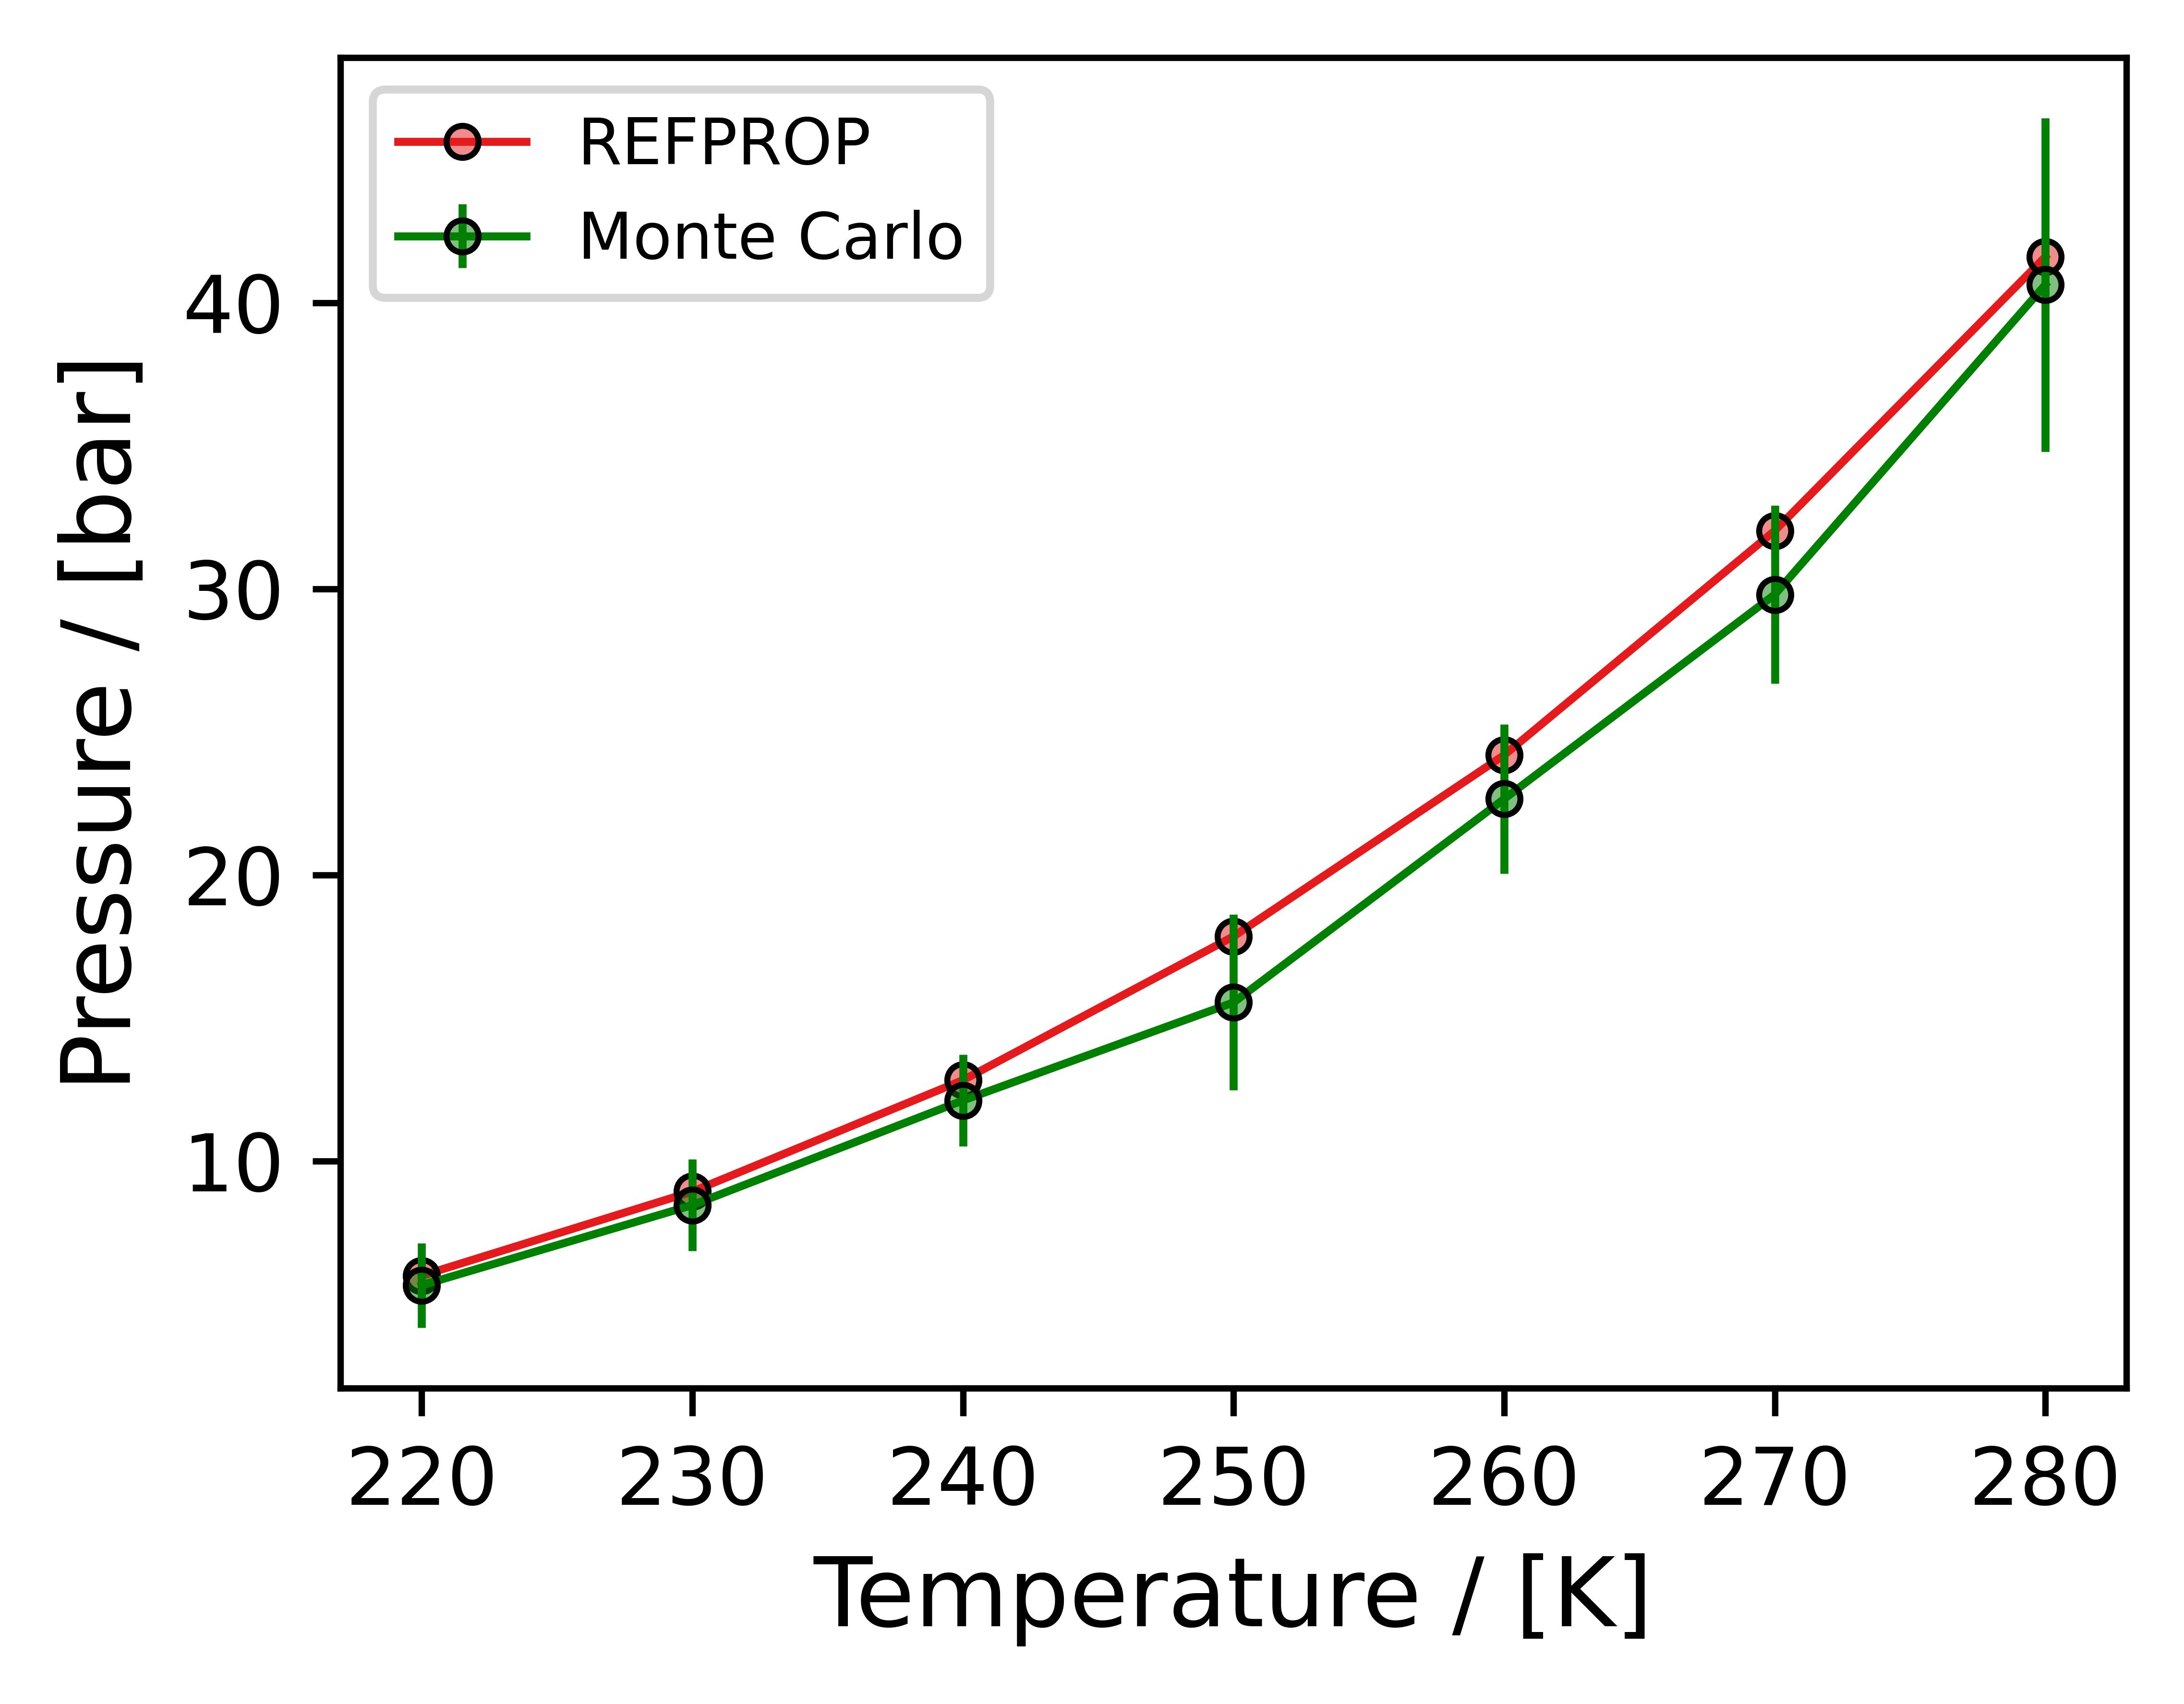 REFPROP
Monte Carlo
Pressure / [bar]
40
30
20
10
220 230 240 250 260 270 280
Temperature / [K]